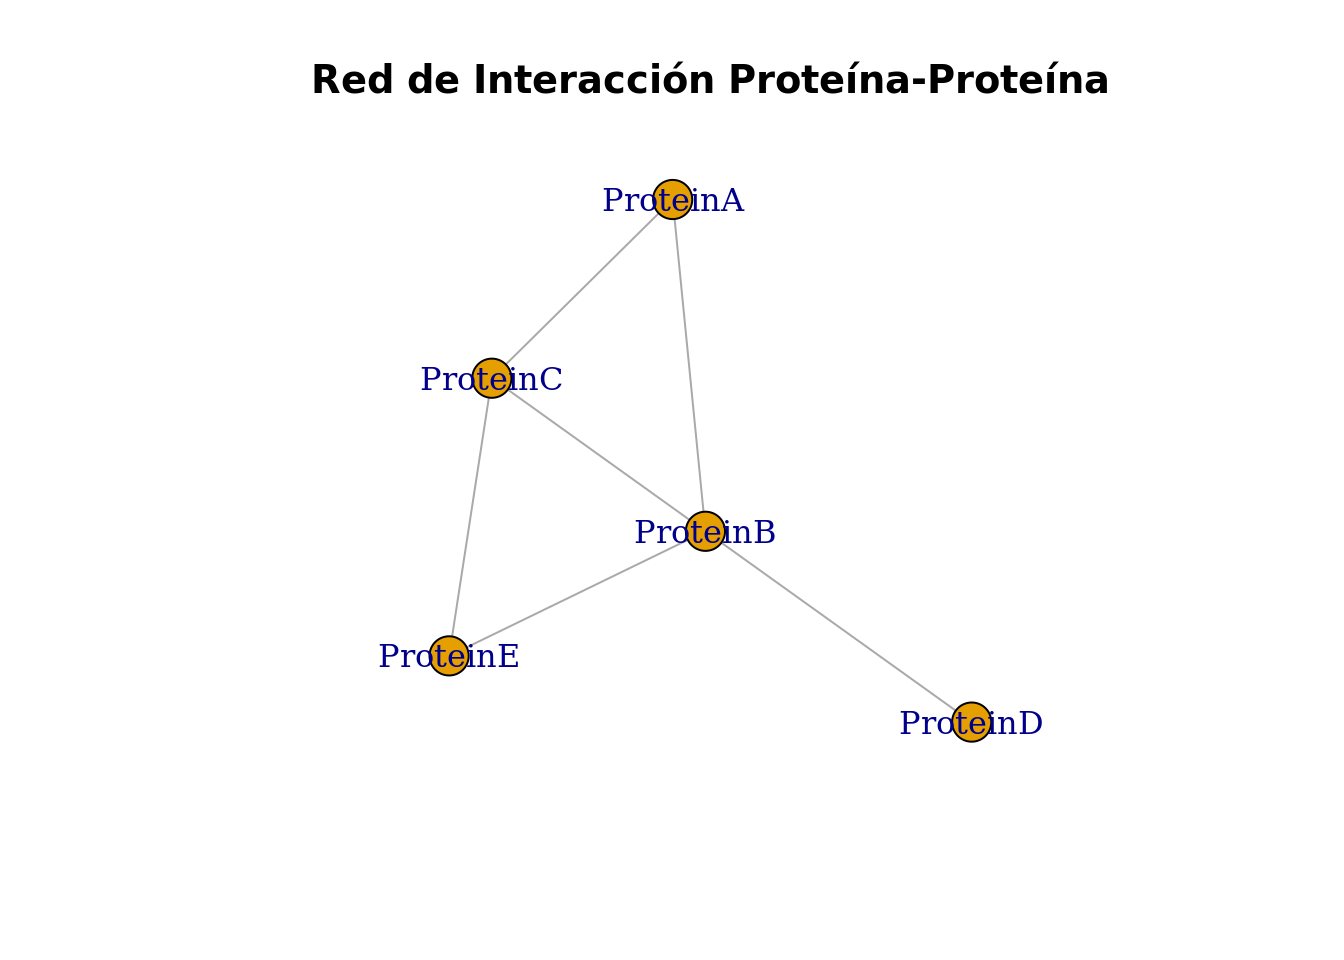 Red de Interacción Proteína-Proteína
ProteinA
ProteinC
ProteinB
ProteinE
ProteinD